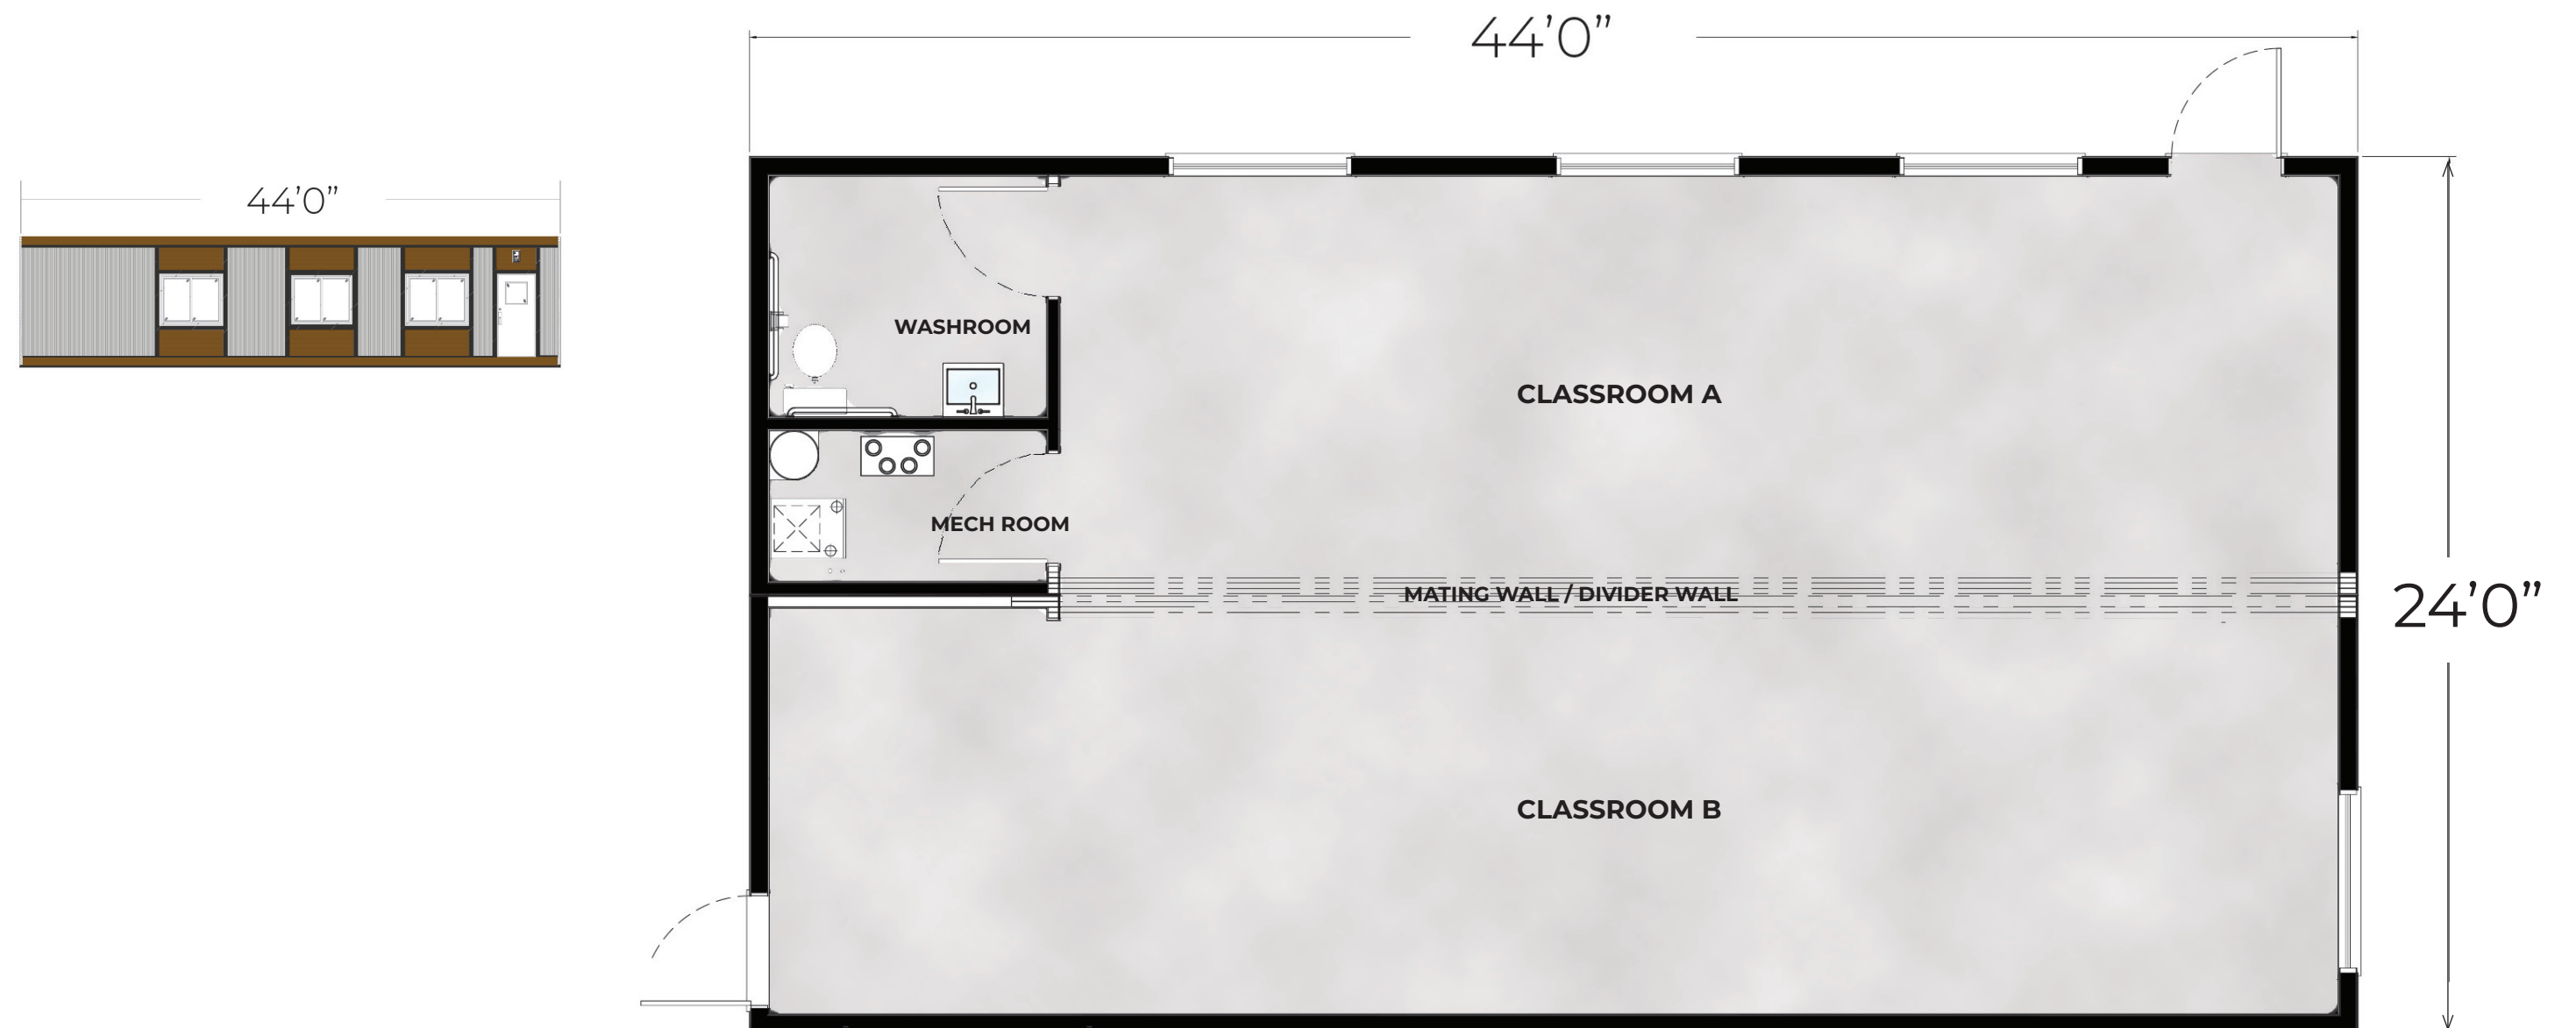 44’0”
44’0”
WASHROOM
CLASSROOM A
MECH ROOM
MATING WALL / DIVIDER WALL
24’0”
CLASSROOM B